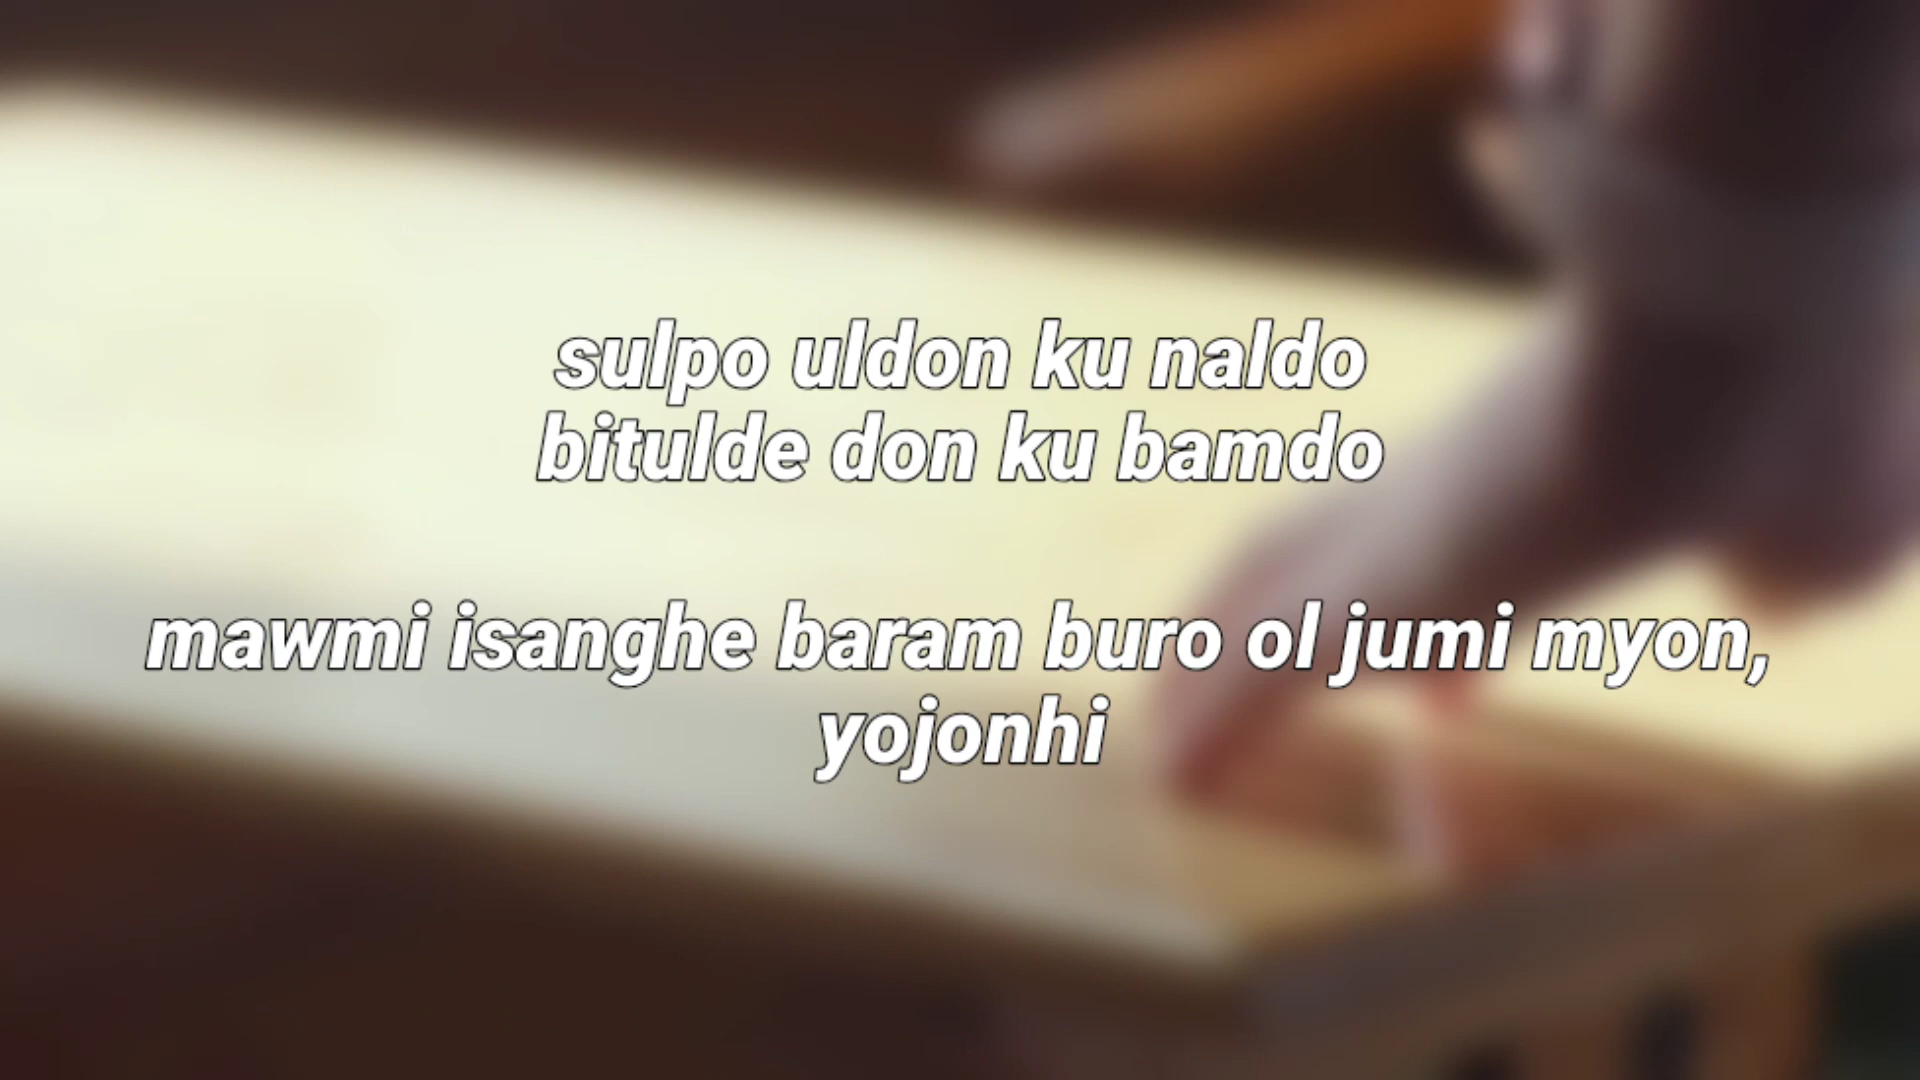 sulpo uldon ku naldo
bitulde don ku bamdo
mawmi isanghe baram buro ol jumi myon,
yojonhi